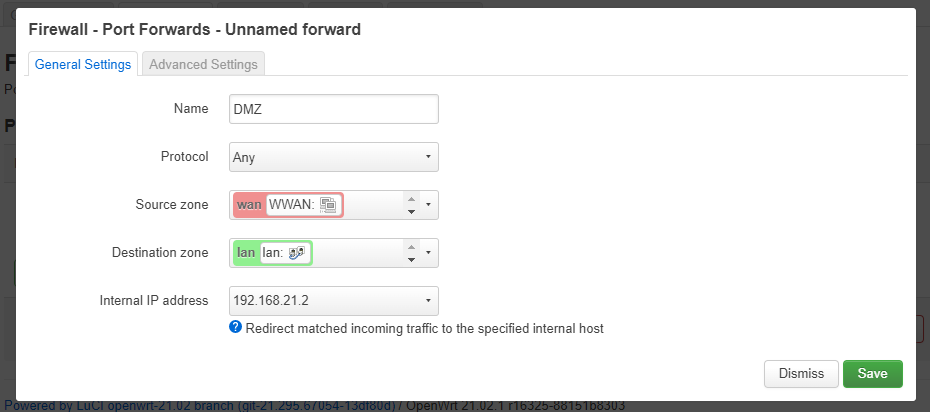 Firewall - Port Forwards - Unnamed forward
General Settings
Advanced Settings
Name
DMZ
Protocol
Any
Source zone
wan WWAN:
Destination zone
lan lan:
Internal IP address
192.168.21.2
Redirect matched incoming traffic to the specified internal host
Dismiss
Save
Powered by LuCI openwrt-21.02 branch (git-21.295.67054-13df80d) / OpenWrt 21.02.1 r16325-88151b8303